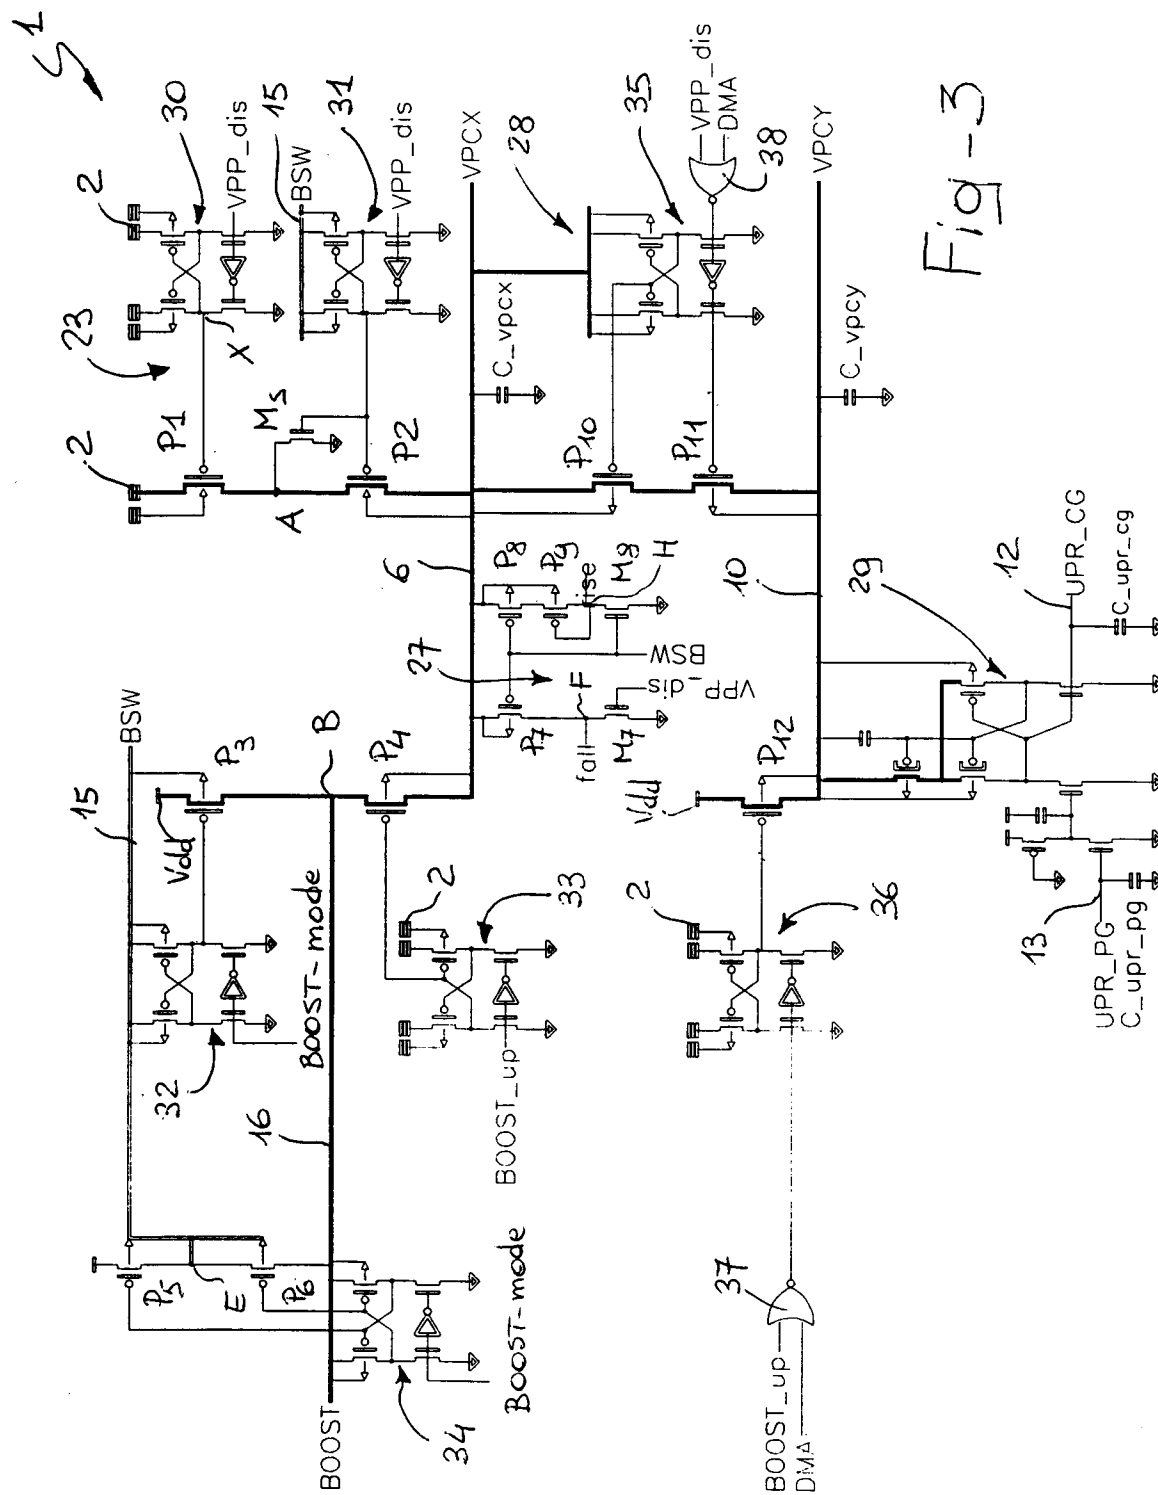 1
2
23
30
VPP_dis
X
BSW
15
31
VPP_dis
2
P1
Ms
A
P2
VPCX
C_vpcx
28
35
VPP_dis
DMA
38
P10
P11
VPCY
C_vpcy
Fig-3
6
P8
P9
rise
M8
H
BSW
27
P7
F
fall
M7
VPP_dis
10
29
12
UPR_CG
C_upr_cg
BSW
15
Vdd
P3
B
P4
BOOST-mode
32
2
33
BOOST_up
16
P5
E
P6
BOOST
34
BOOST-mode
Vdd
P12
2
36
13
UPR_PG
C_upr_pg
37
BOOST_up
DMA